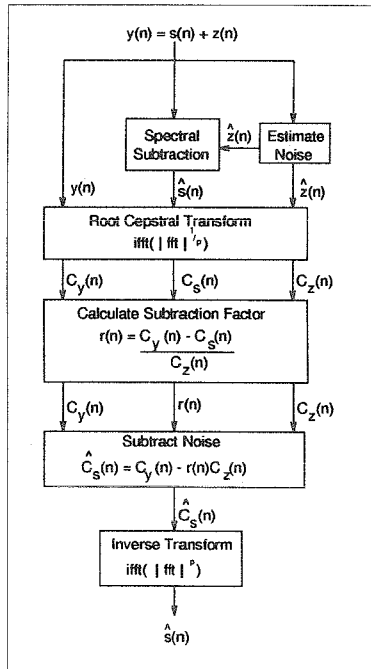 y(n) = s(n) + z(n)
Spectral
Subtraction
ẑ(n)
Estimate
Noise
y(n)
ŝ(n)
ẑ(n)
Root Cepstral Transform
ifft( | fft | ^1/p)
C_y(n)
C_s(n)
C_z(n)
Calculate Subtraction Factor
r(n) = C_y (n) - C_s(n)
C_z(n)
C_y(n)
r(n)
C_z(n)
Subtract Noise
Ĉ_s(n) = C_y (n) - r(n)C_z(n)
Ĉ_s(n)
Inverse Transform
ifft( | fft | ^p )
ŝ(n)